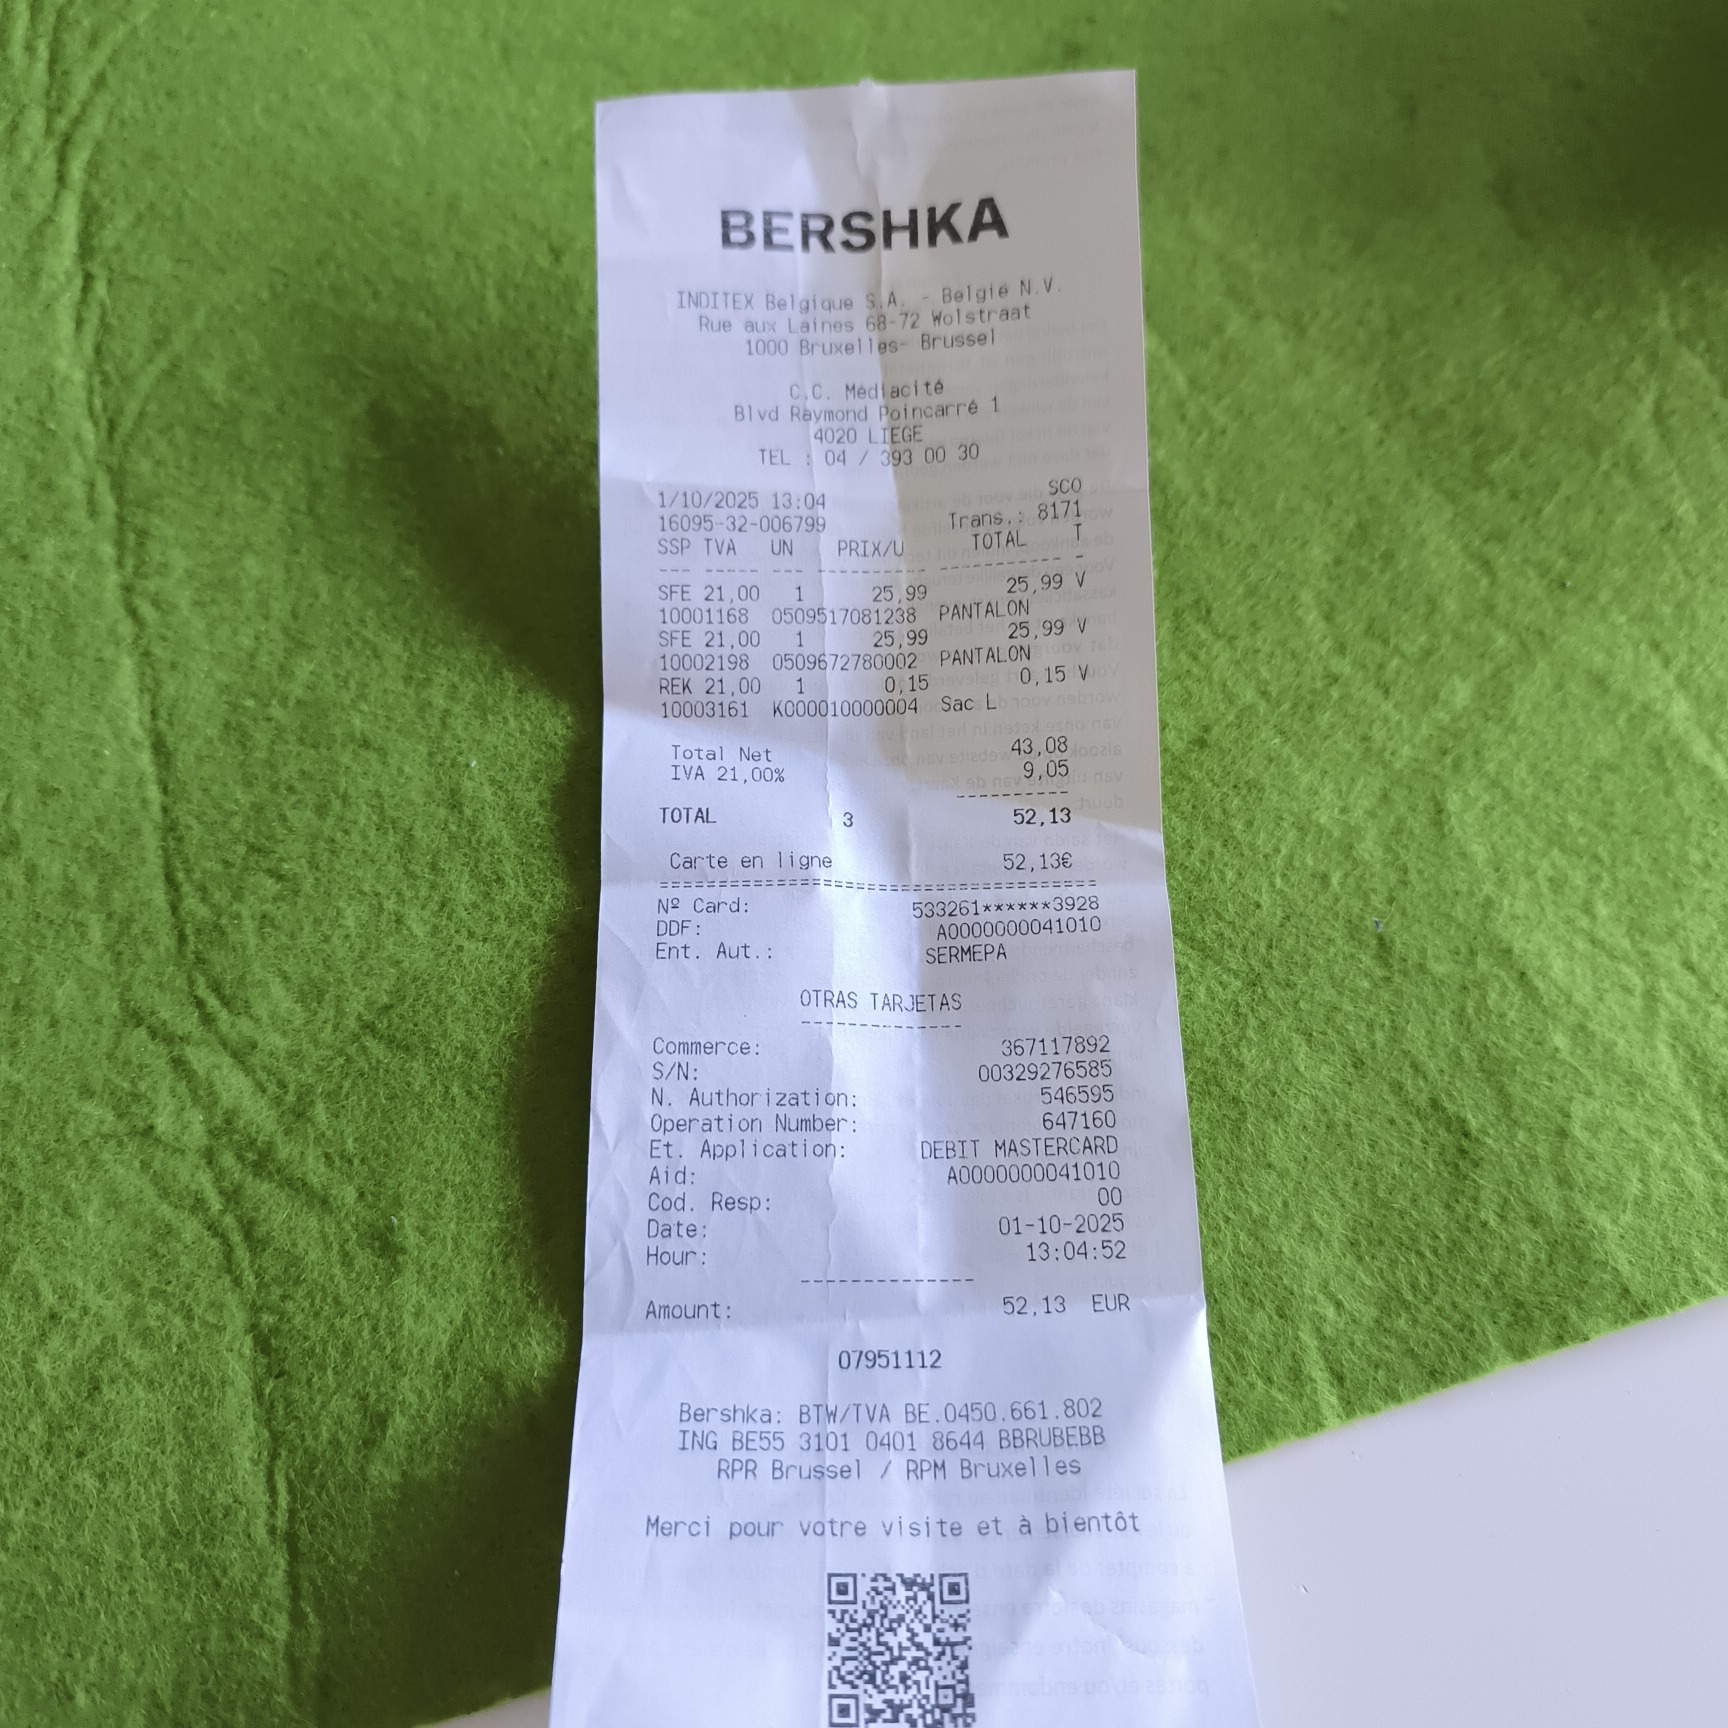 BERSHKA
INDITEX Belgique S.A. - België N.V.
Rue aux Laines 68-72 Wolstraat
1000 Bruxelles- Brussel
C.C. Médiacité
Blvd Raymond Poincarré 1
4020 LIEGE
TEL : 04 / 393 00 30
1/10/2025 13:04 SCO
16095-32-006799 Trans.: 8171
SSP TVA UN PRIX/U TOTAL T
--- ----- --- --------- ----------- -
SFE 21,00 1 25,99 25,99 V
10001168 0509517081238 PANTALON
SFE 21,00 1 25,99 25,99 V
10002198 0509672780002 PANTALON
REK 21,00 1 0,15 0,15 V
10003161 K000010000004 Sac L
Total Net 43,08
IVA 21,00% 9,05
----------
TOTAL 3 52,13
Carte en ligne 52,13€
========================================
Nº Card: 533261******3928
DDF: A0000000041010
Ent. Aut.: SERMEPA
OTRAS TARJETAS
--------------
Commerce: 367117892
S/N: 00329276585
N. Authorization: 546595
Operation Number: 647160
Et. Application: DEBIT MASTERCARD
Aid: A0000000041010
Cod. Resp: 00
Date: 01-10-2025
Hour: 13:04:52
--------------
Amount: 52,13 EUR
07951112
Bershka: BTW/TVA BE.0450.661.802
ING BE55 3101 0401 8644 BBRUBEBB
RPR Brussel / RPM Bruxelles
Merci pour votre visite et à bientôt